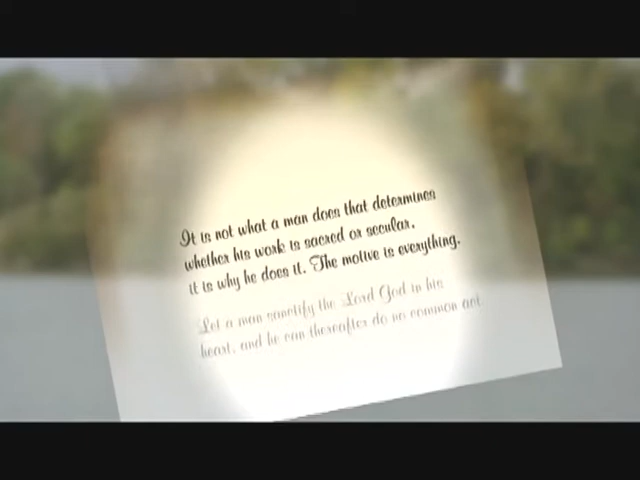 It is not what a man does that determines
whether his work is sacred or secular,
it is why he does it. The motive is everything.
Let a man sanctify the Lord God in his
heart, and he can thereafter do no common act.